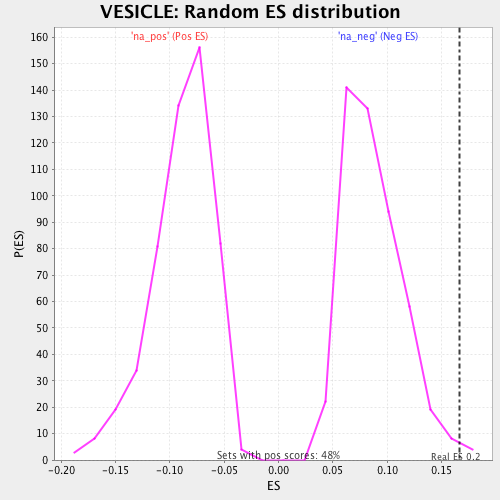 VESICLE: Random ES distribution
'na_pos' (Pos ES)
'na_neg' (Neg ES)
160
150
140
130
120
110
100
90
80
70
60
50
40
30
20
10
0
P(ES)
Sets with pos scores: 48%
Real ES 0.2
-0.20 -0.15 -0.10 -0.05 0.00 0.05 0.10 0.15
ES